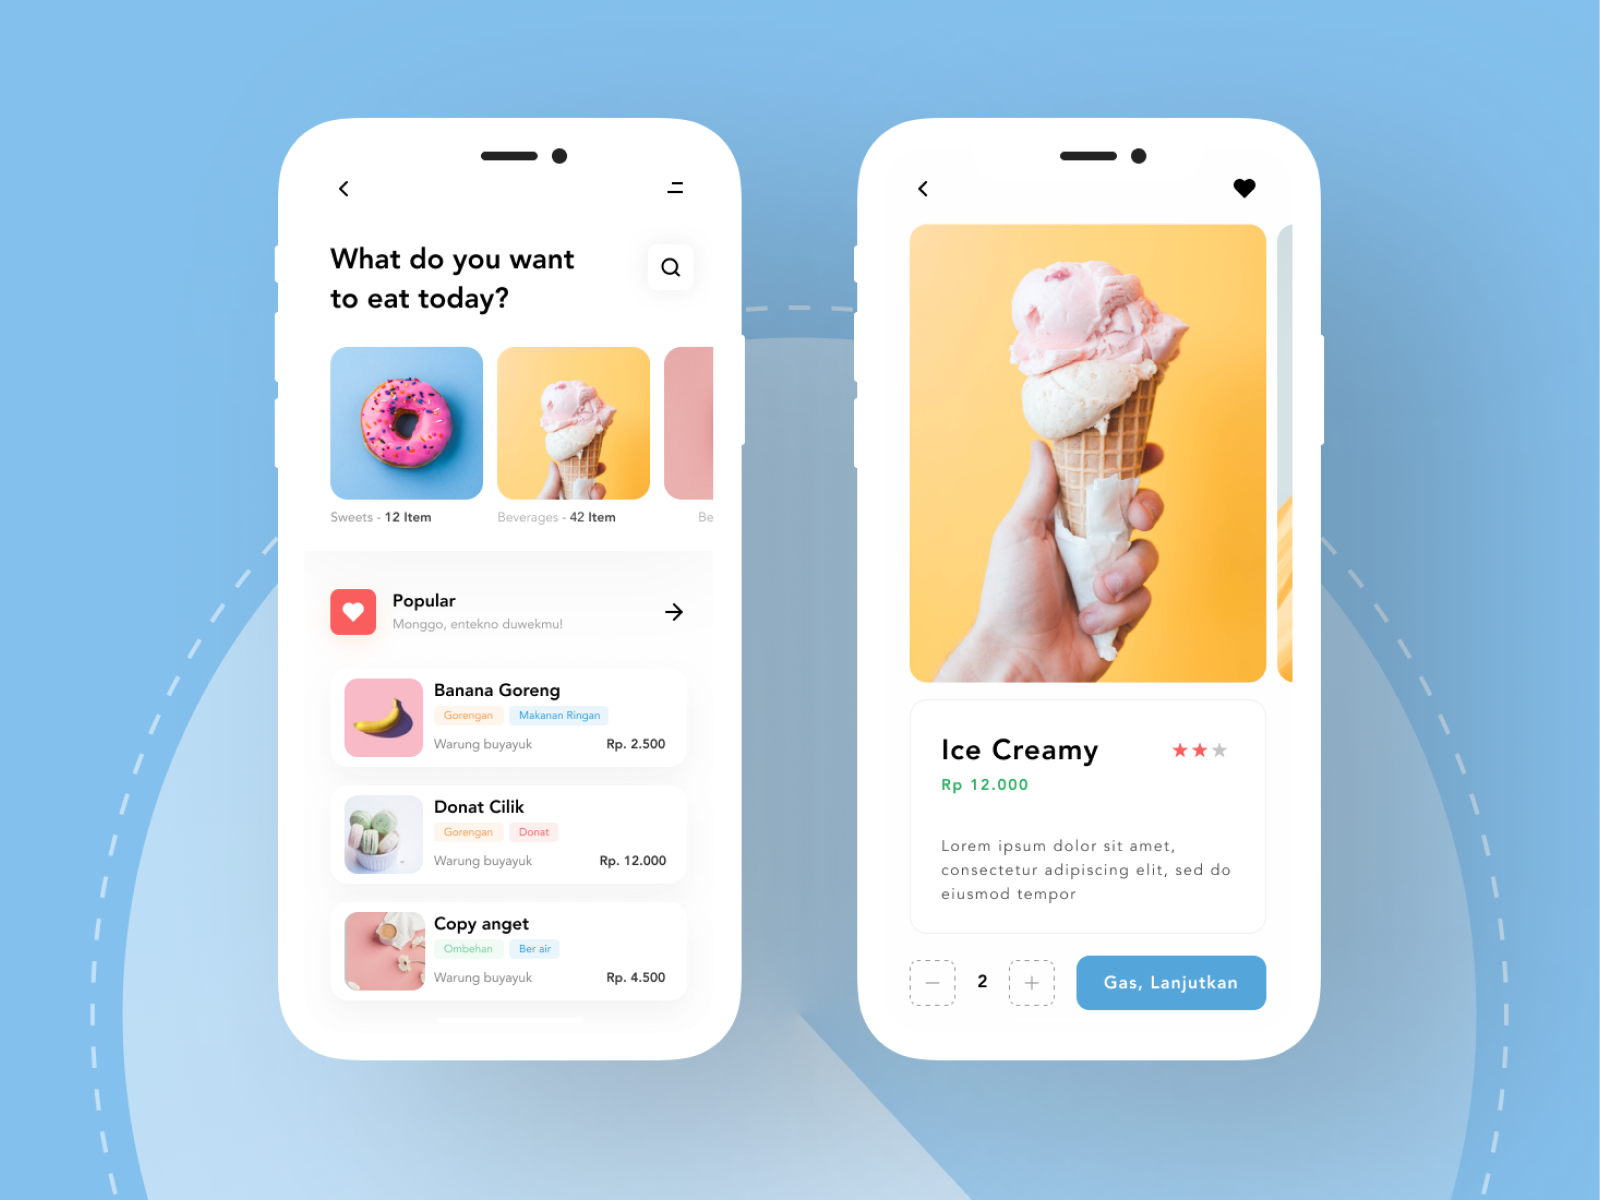 What do you want
to eat today?
Sweets - 12 Item
Beverages - 42 Item
Be
Popular
Monggo, entekno duwekmu!
Banana Goreng
Gorengan
Makanan Ringan
Warung buyayuk
Rp. 2.500
Donat Cilik
Gorengan
Donat
Warung buyayuk
Rp. 12.000
Copy anget
Ombehan
Ber air
Warung buyayuk
Rp. 4.500
Ice Creamy
Rp 12.000
Lorem ipsum dolor sit amet,
consectetur adipiscing elit, sed do
eiusmod tempor
2
Gas, Lanjutkan